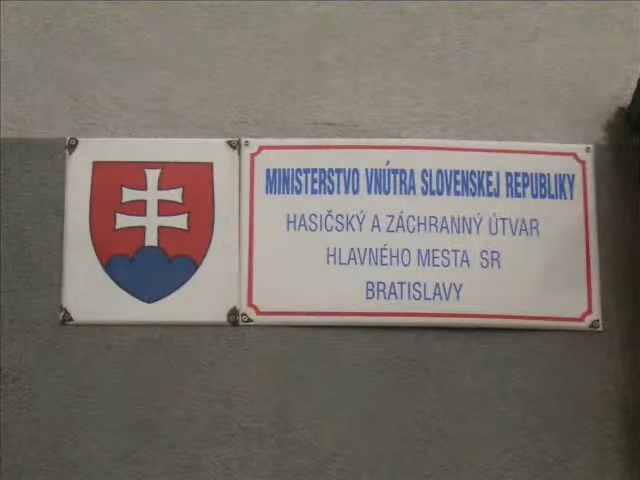 MINISTERSTVO VNÚTRA SLOVENSKEJ REPUBLIKY
HASIČSKÝ A ZÁCHRANNÝ ÚTVAR
HLAVNÉHO MESTA SR
BRATISLAVY